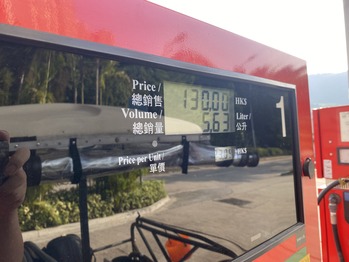 Price / 130.00 HK$
總銷售
Volume / 5.63 Liter /
總銷量 公升
Price per Unit / HK$
單價
1